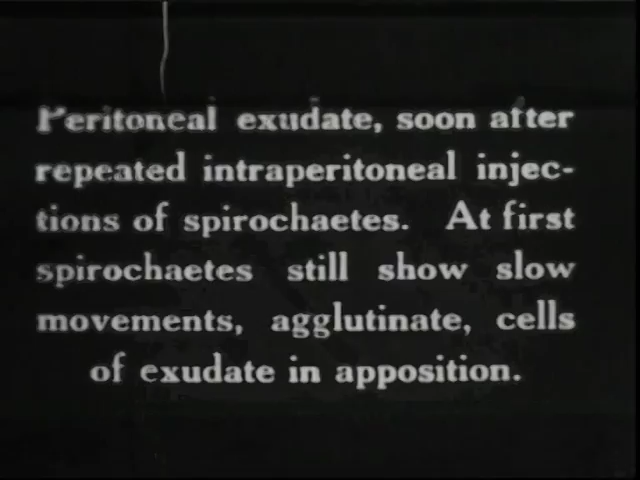 Peritoneal exudate, soon after
repeated intraperitoneal injec-
tions of spirochaetes. At first
spirochaetes still show slow
movements, agglutinate, cells
of exudate in apposition.